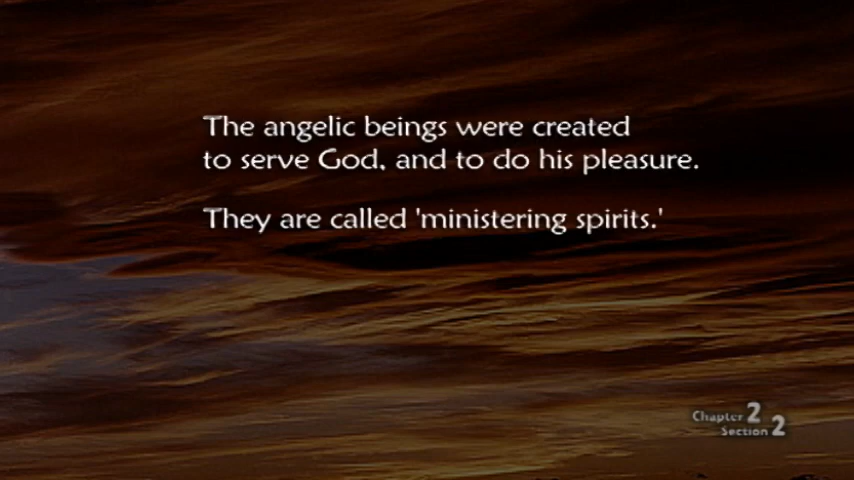 The angelic beings were created
to serve God, and to do his pleasure.
They are called 'ministering spirits.'
Chapter 2
Section 2